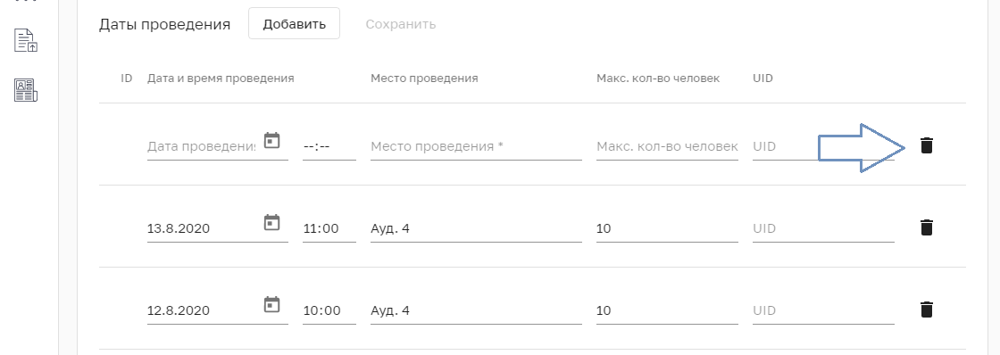 Даты проведения Добавить Сохранить
ID Дата и время проведения Место проведения Макс. кол-во человек UID
Дата проведения --:-- Место проведения * Макс. кол-во человек UID
13.8.2020 11:00 Ауд. 4 10 UID
12.8.2020 10:00 Ауд. 4 10 UID